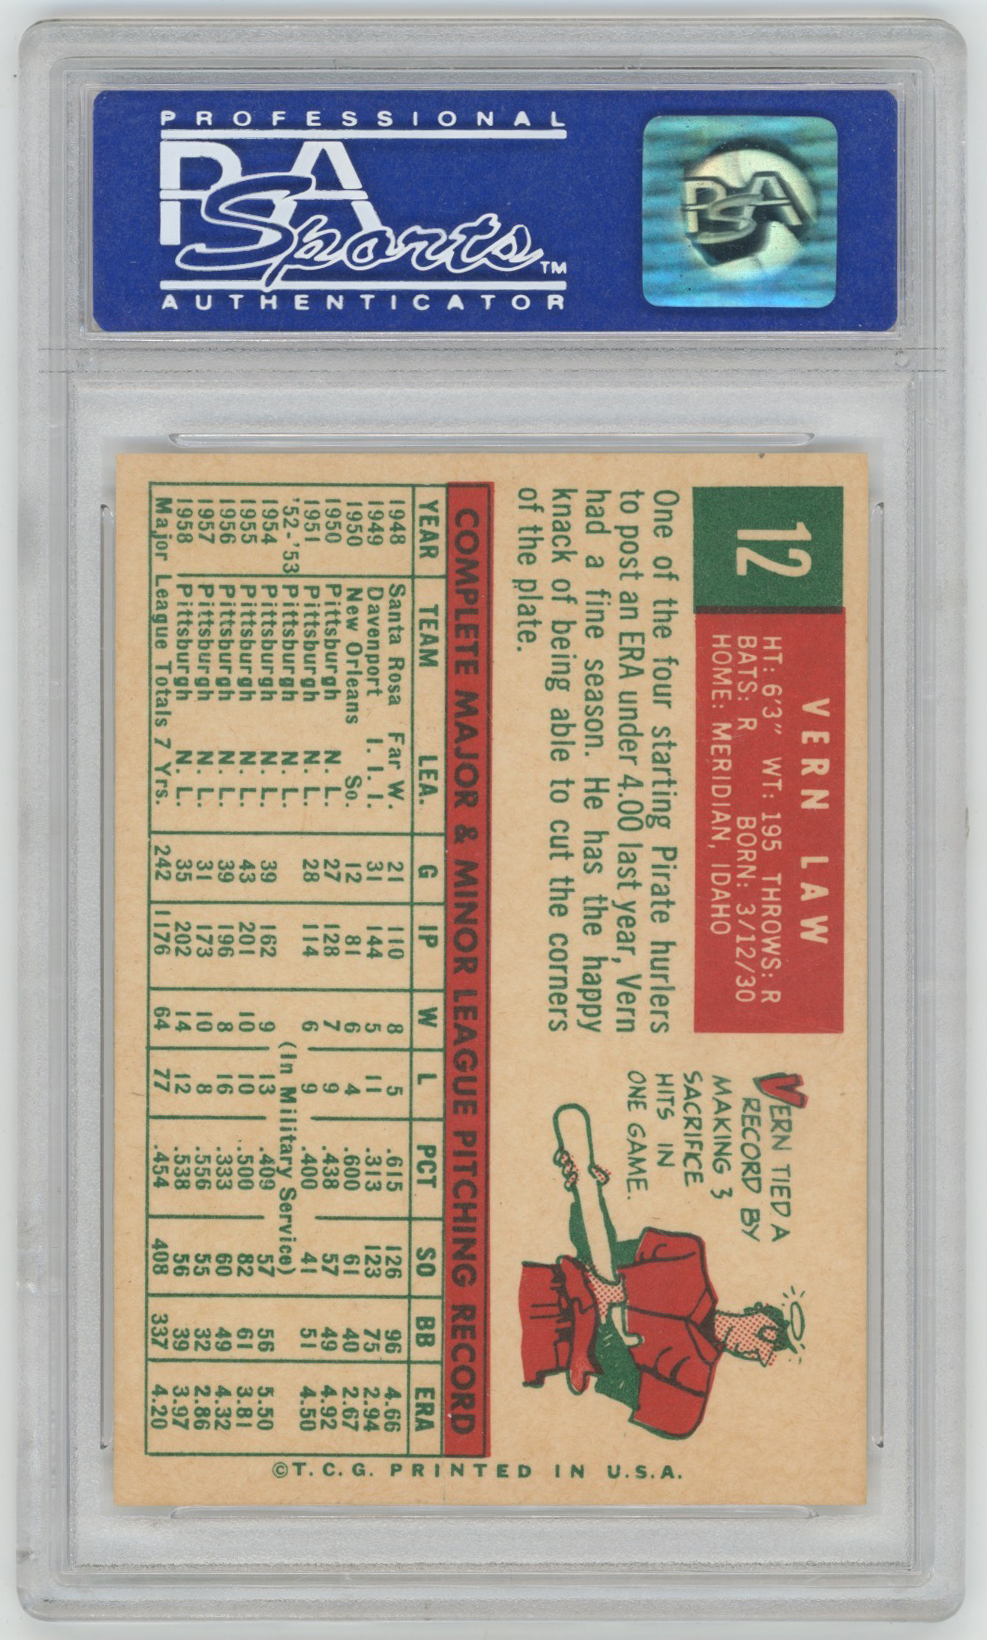 PROFESSIONAL
PSA
Sports™
AUTHENTICATOR
PSA
12
VERN LAW
HT: 6'3" WT: 195 THROWS: R
BATS: R BORN: 3/12/30
HOME: MERIDIAN, IDAHO
One of the four starting Pirate hurlers
to post an ERA under 4.00 last year, Vern
had a fine season. He has the happy
knack of being able to cut the corners
of the plate.
VERN TIED A
RECORD BY
MAKING 3
SACRIFICE
HITS IN
ONE GAME.
COMPLETE MAJOR & MINOR LEAGUE PITCHING RECORD
YEAR TEAM LEA. G IP W L PCT SO BB ERA
1948 Santa Rosa Far W. 21 110 8 5 .615 126 96 4.66
1949 Davenport I. I. I. 31 144 5 11 .313 123 75 2.94
1950 New Orleans So. 12 81 6 4 .600 61 40 2.67
1950 Pittsburgh N. L. 27 128 7 9 .438 57 49 4.92
1951 Pittsburgh N. L. 28 114 6 9 .400 41 51 4.50
'52-'53 Pittsburgh N. L. (In Military Service)
1954 Pittsburgh N. L. 39 162 9 13 .409 57 56 5.50
1955 Pittsburgh N. L. 43 201 10 10 .500 82 61 3.81
1956 Pittsburgh N. L. 39 196 8 16 .333 60 49 4.32
1957 Pittsburgh N. L. 31 173 10 8 .556 55 32 2.86
1958 Pittsburgh N. L. 35 202 14 12 .538 56 39 3.97
Major League Totals 7 Yrs. 242 1176 64 77 .454 408 337 4.20
©T.C.G. PRINTED IN U.S.A.